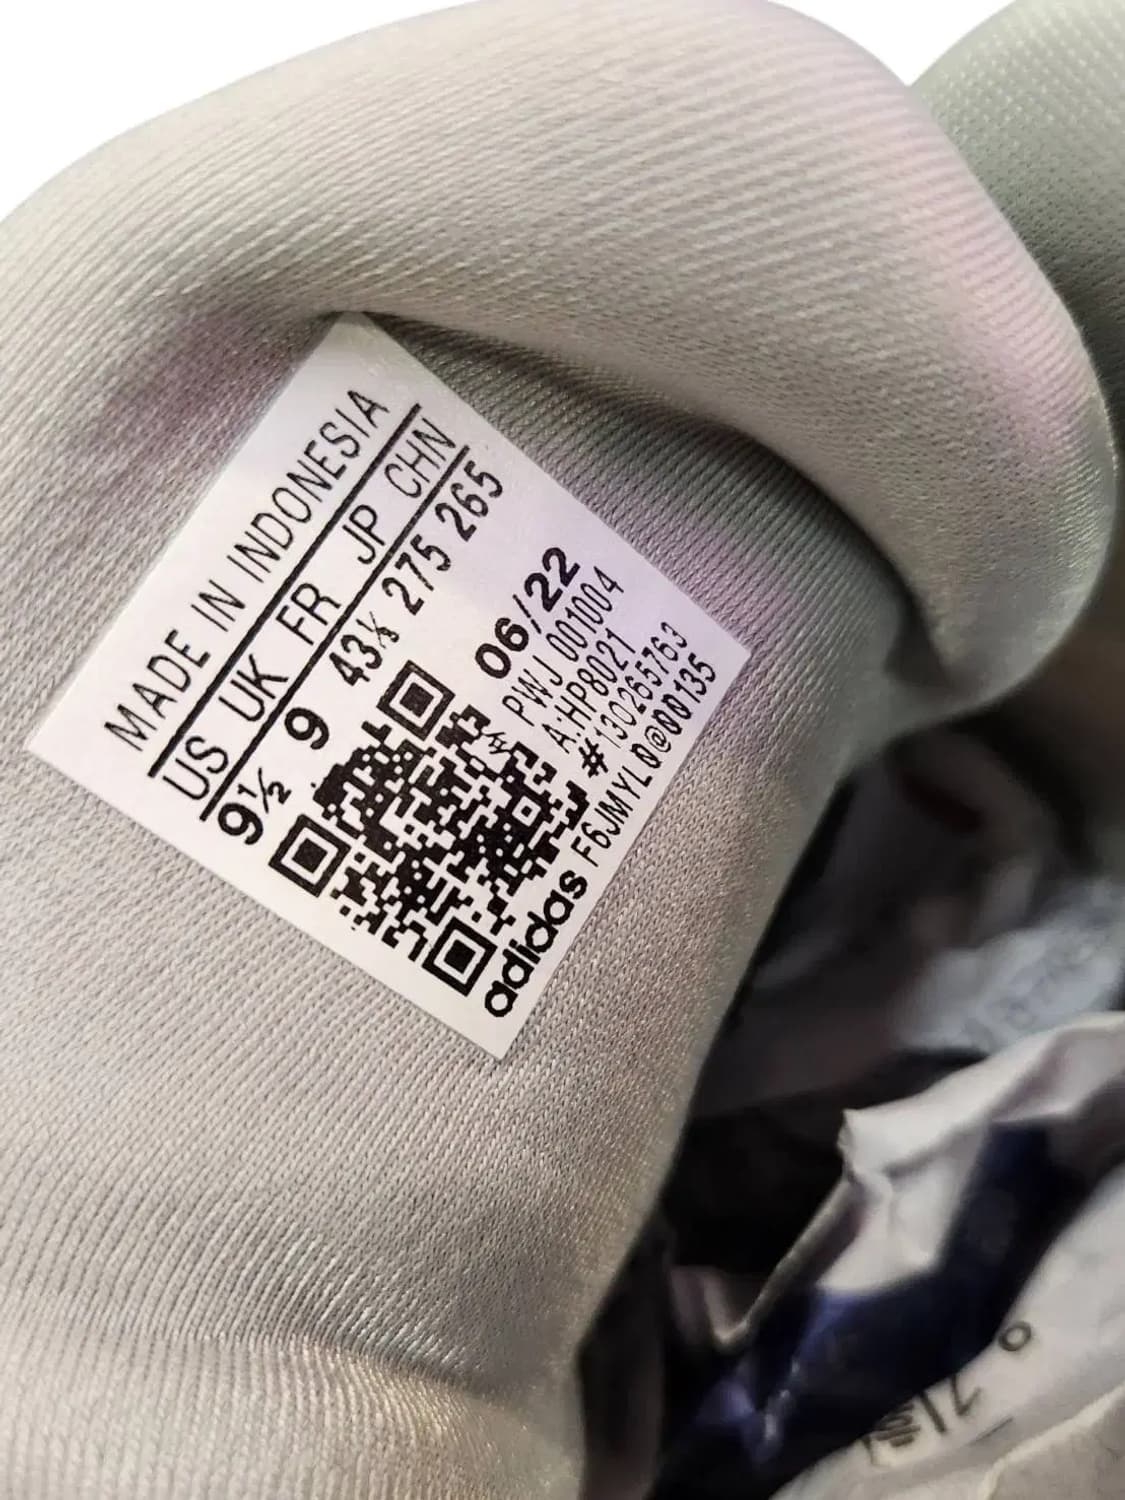 MADE IN INDONESIA
US UK FR JP CHN
9½ 9 43⅓ 275 265
06/22
PWJ 001004
A:HP8021
#130265763
adidas F6JMYL0@00135